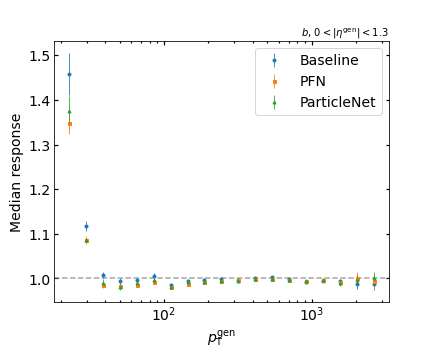 b, 0 < |η^gen| < 1.3
Median response
1.5
1.4
1.3
1.2
1.1
1.0
Baseline
PFN
ParticleNet
10^2
10^3
p_T^gen